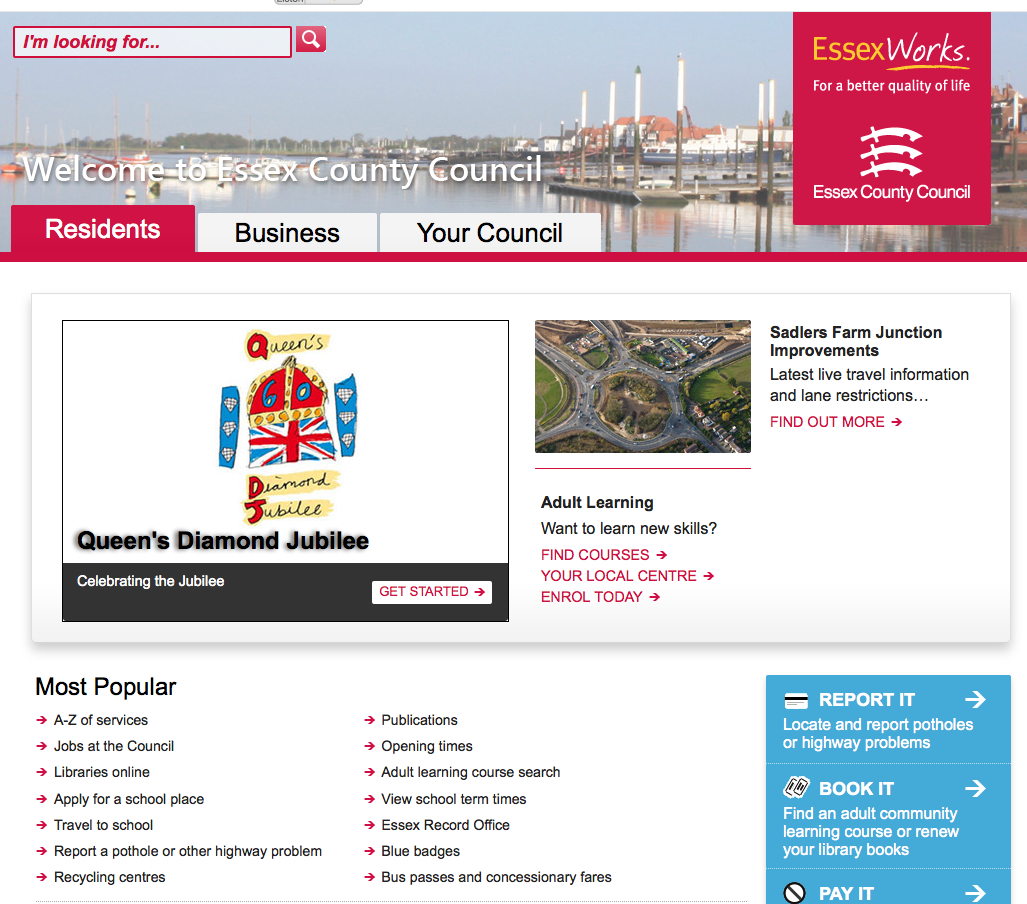 I'm looking for...
EssexWorks.
For a better quality of life
Essex County Council
Welcome to Essex County Council
Residents
Business
Your Council
Queen's
60
Diamond
Jubilee
Queen's Diamond Jubilee
Celebrating the Jubilee
GET STARTED
Sadlers Farm Junction
Improvements
Latest live travel information
and lane restrictions…
FIND OUT MORE
Adult Learning
Want to learn new skills?
FIND COURSES
YOUR LOCAL CENTRE
ENROL TODAY
Most Popular
A-Z of services
Jobs at the Council
Libraries online
Apply for a school place
Travel to school
Report a pothole or other highway problem
Recycling centres
Publications
Opening times
Adult learning course search
View school term times
Essex Record Office
Blue badges
Bus passes and concessionary fares
REPORT IT
Locate and report potholes
or highway problems
BOOK IT
Find an adult community
learning course or renew
your library books
PAY IT